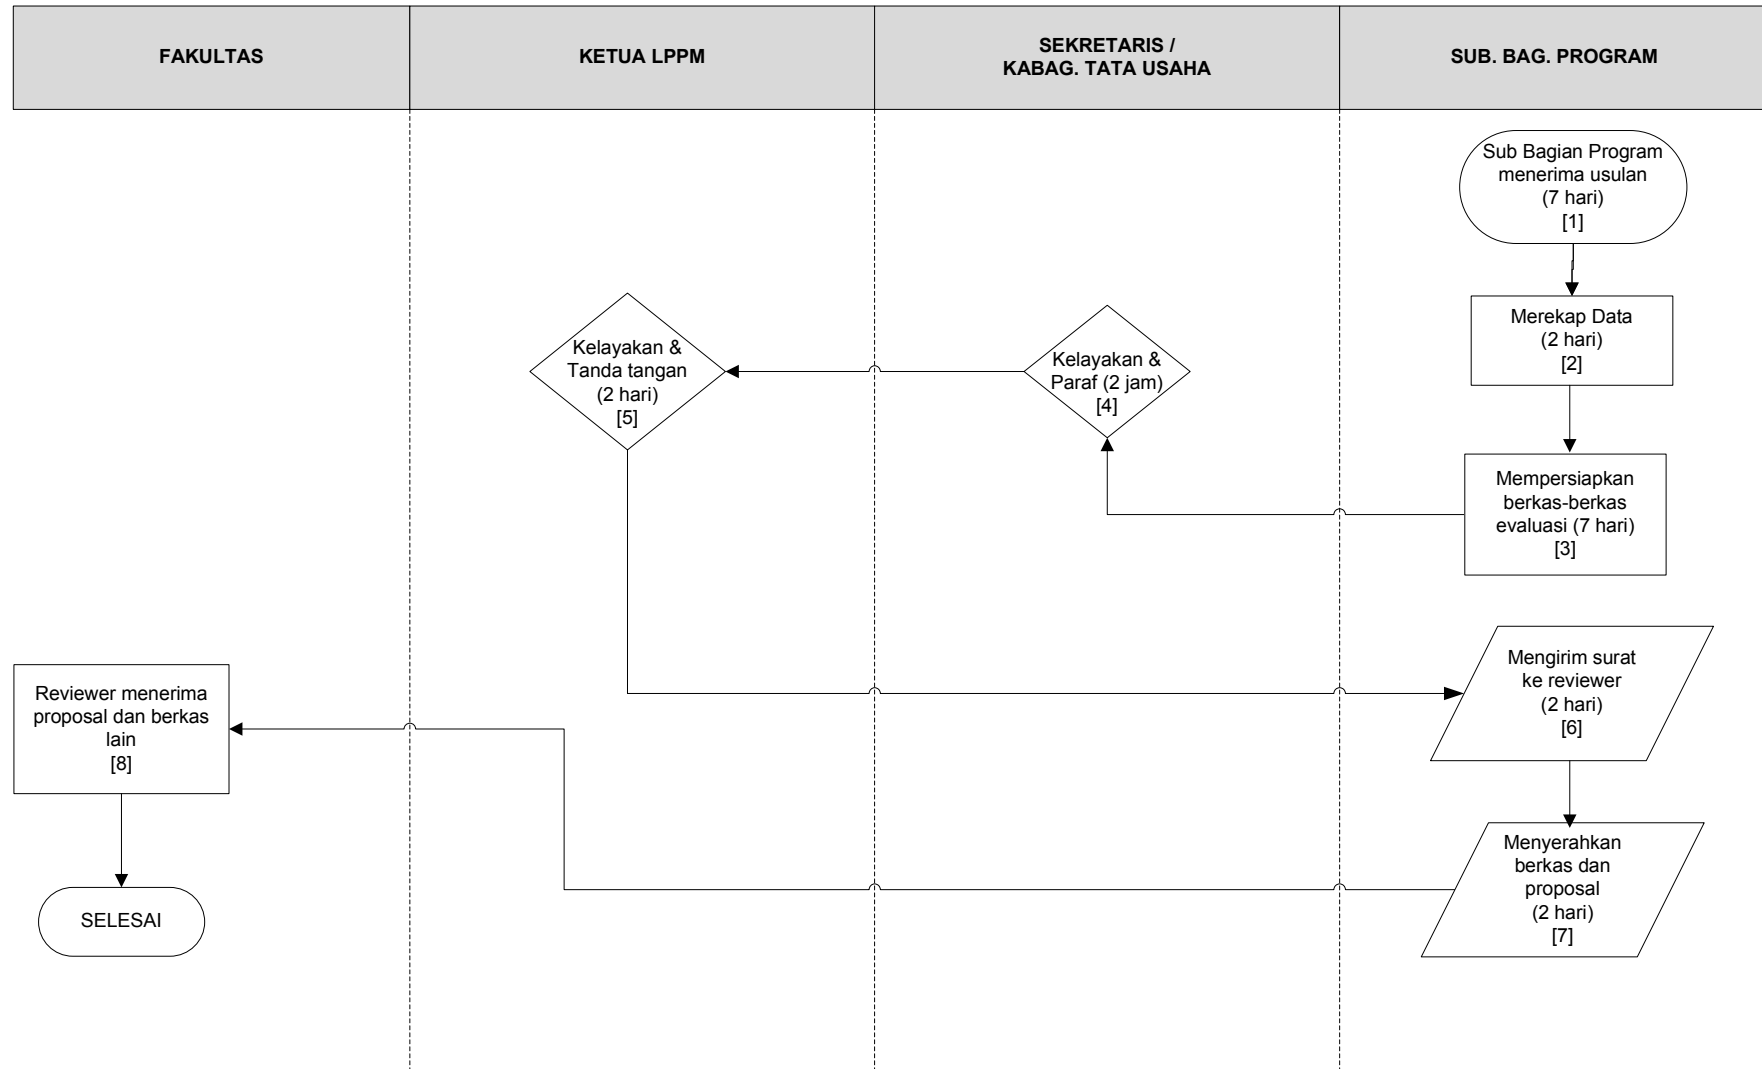 FAKULTAS
KETUA LPPM
SEKRETARIS /
KABAG. TATA USAHA
SUB. BAG. PROGRAM
Sub Bagian Program
menerima usulan
(7 hari)
[1]
Merekap Data
(2 hari)
[2]
Mempersiapkan
berkas-berkas
evaluasi (7 hari)
[3]
Kelayakan &
Paraf (2 jam)
[4]
Kelayakan &
Tanda tangan
(2 hari)
[5]
Mengirim surat
ke reviewer
(2 hari)
[6]
Menyerahkan
berkas dan
proposal
(2 hari)
[7]
Reviewer menerima
proposal dan berkas
lain
[8]
SELESAI